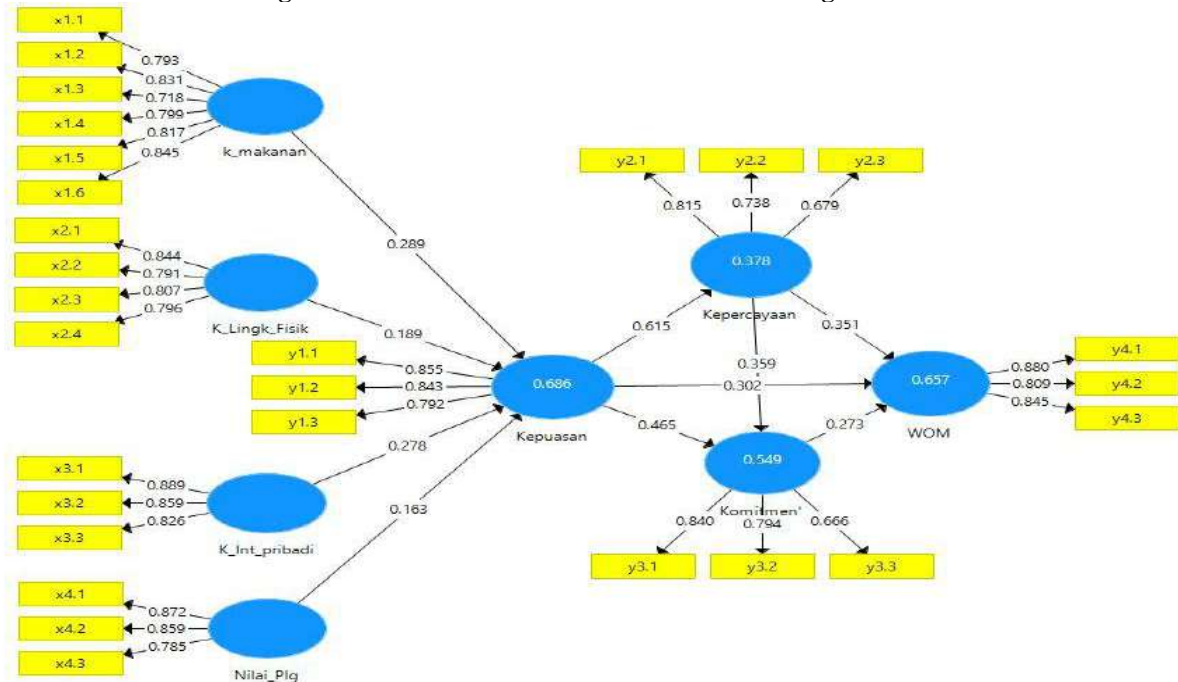 x1.1
x1.2
x1.3
x1.4
x1.5
x1.6
0.793
0.831
0.718
0.799
0.817
0.845
k_makanan
x2.1
x2.2
x2.3
x2.4
0.844
0.791
0.807
0.796
K_Lingk_Fisik
0.289
0.189
y1.1
y1.2
y1.3
0.855
0.843
0.792
0.686
Kepuasan
x3.1
x3.2
x3.3
0.889
0.859
0.826
K_Int_pribadi
0.278
x4.1
x4.2
x4.3
0.872
0.859
0.785
Nilai_Plg
0.163
y2.1
y2.2
y2.3
0.815
0.738
0.679
0.378
Kepercayaan
0.615
0.351
0.359
0.302
0.465
0.273
0.549
Komitmen'
0.840
0.794
0.666
y3.1
y3.2
y3.3
0.657
WOM
0.880
0.809
0.845
y4.1
y4.2
y4.3